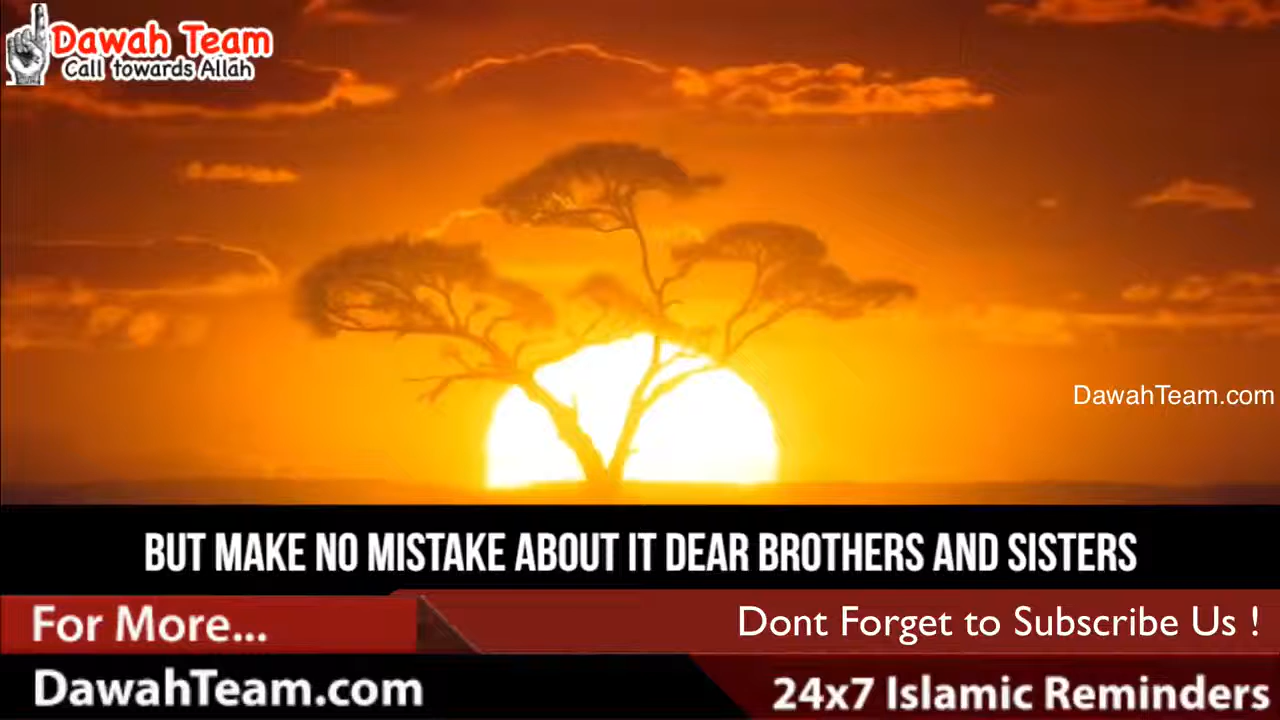 Dawah Team
Call towards Allah
DawahTeam.com
BUT MAKE NO MISTAKE ABOUT IT DEAR BROTHERS AND SISTERS
For More...
Dont Forget to Subscribe Us !
DawahTeam.com
24x7 Islamic Reminders